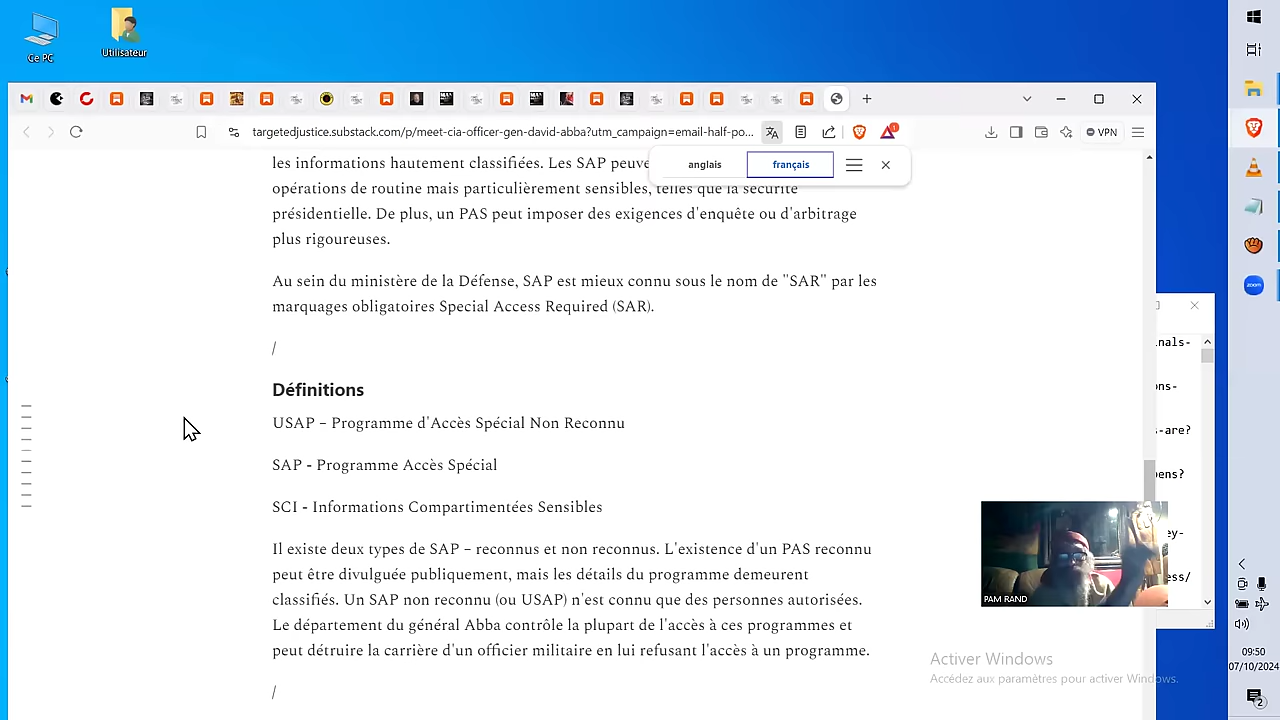 Ce PC
Utilisateur
targetedjustice.substack.com/p/meet-cia-officer-gen-david-abba?utm_campaign=email-half-po...
VPN
anglais
français
les informations hautement classifiées. Les SAP peuve
opérations de routine mais particulièrement sensibles, telles que la sécurité
présidentielle. De plus, un PAS peut imposer des exigences d'enquête ou d'arbitrage
plus rigoureuses.
Au sein du ministère de la Défense, SAP est mieux connu sous le nom de "SAR" par les
marquages obligatoires Special Access Required (SAR).
/
Définitions
USAP – Programme d'Accès Spécial Non Reconnu
SAP - Programme Accès Spécial
SCI - Informations Compartimentées Sensibles
Il existe deux types de SAP – reconnus et non reconnus. L'existence d'un PAS reconnu
peut être divulguée publiquement, mais les détails du programme demeurent
classifiés. Un SAP non reconnu (ou USAP) n'est connu que des personnes autorisées.
Le département du général Abba contrôle la plupart de l'accès à ces programmes et
peut détruire la carrière d'un officier militaire en lui refusant l'accès à un programme.
/
nals-
ons-
s-are?
pens?
ey-
ess/
PAM RAND
Activer Windows
Accédez aux paramètres pour activer Windows.
zoom
09:50
07/10/2024
2